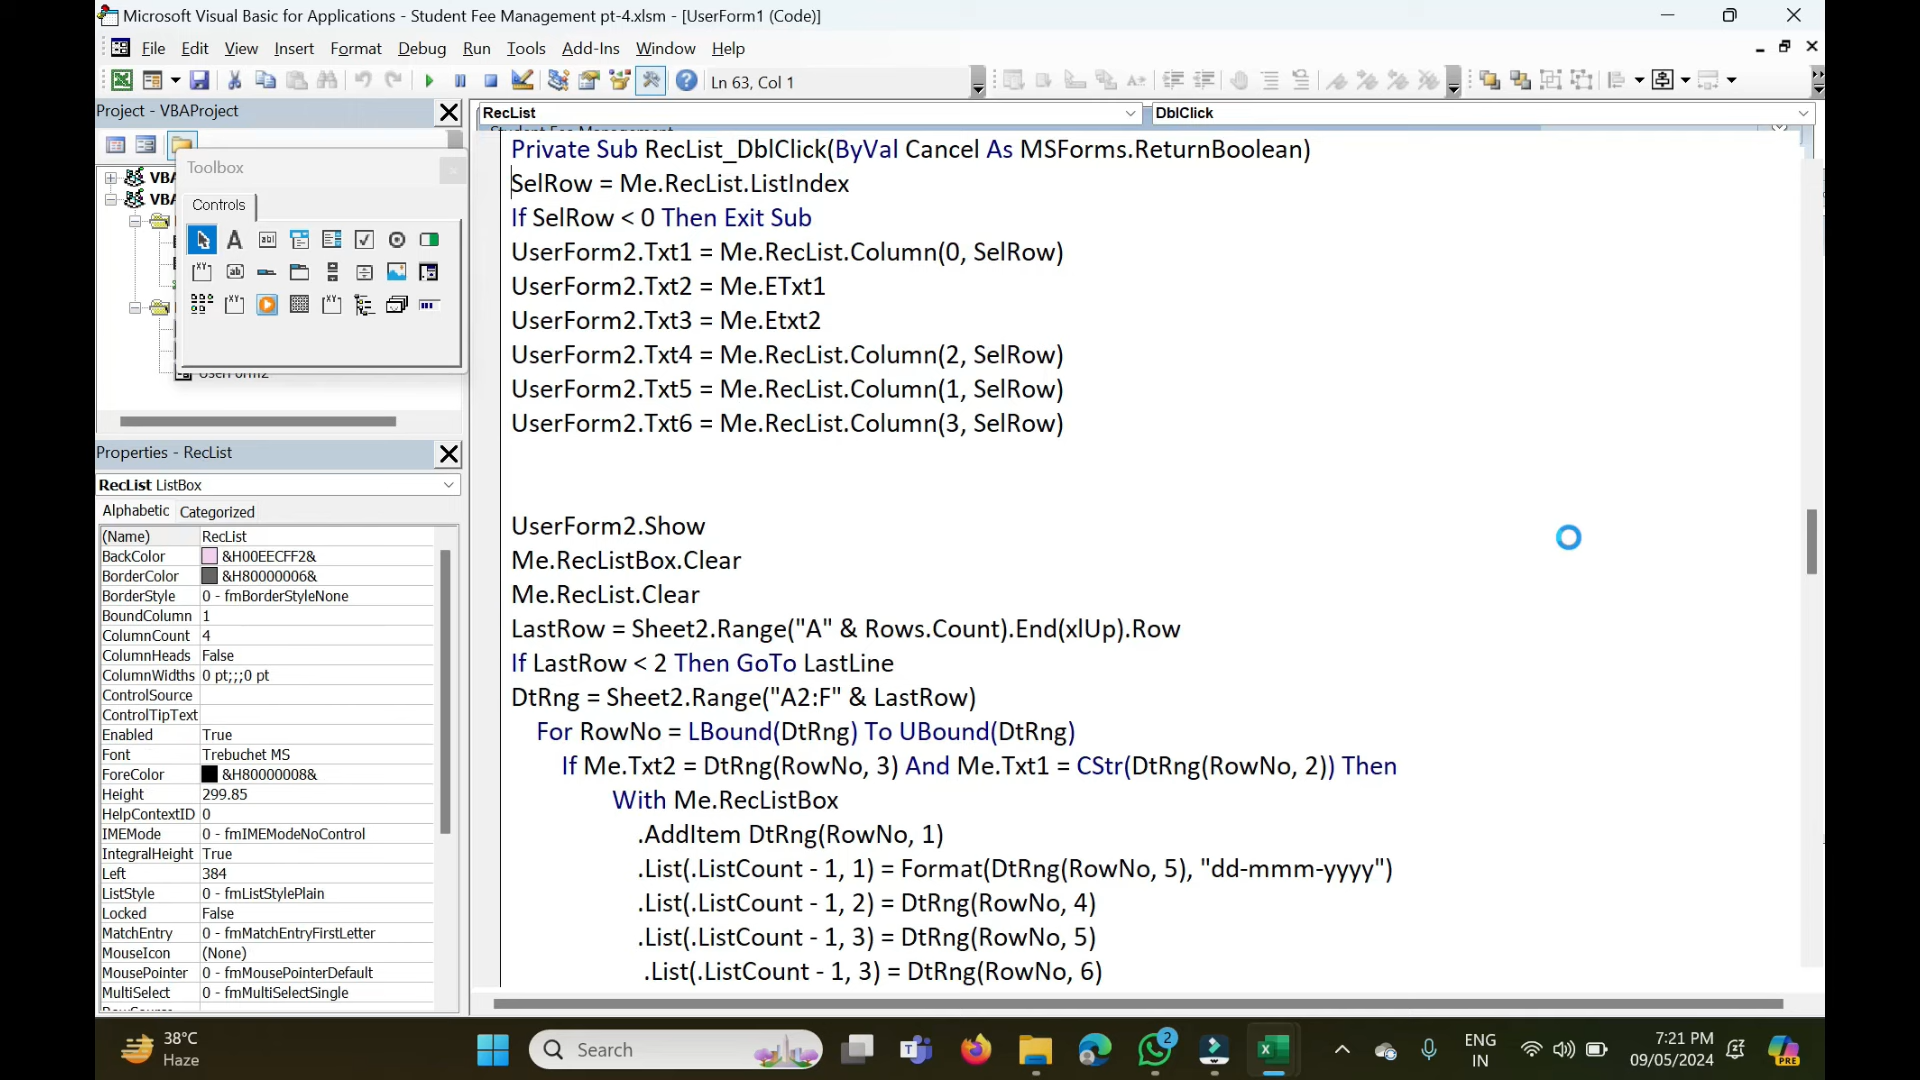 Microsoft Visual Basic for Applications - Student Fee Management pt-4.xlsm - [UserForm1 (Code)]
File Edit View Insert Format Debug Run Tools Add-Ins Window Help
Ln 63, Col 1
Project - VBAProject
RecList
DblClick
Student Fee Management
Toolbox
Controls
VBA
VBA
UserForm2
Properties - RecList
RecList ListBox
Alphabetic Categorized
(Name) RecList
BackColor &H00EECFF2&
BorderColor &H80000006&
BorderStyle 0 - fmBorderStyleNone
BoundColumn 1
ColumnCount 4
ColumnHeads False
ColumnWidths 0 pt;;;0 pt
ControlSource
ControlTipText
Enabled True
Font Trebuchet MS
ForeColor &H80000008&
Height 299.85
HelpContextID 0
IMEMode 0 - fmIMEModeNoControl
IntegralHeight True
Left 384
ListStyle 0 - fmListStylePlain
Locked False
MatchEntry 0 - fmMatchEntryFirstLetter
MouseIcon (None)
MousePointer 0 - fmMousePointerDefault
MultiSelect 0 - fmMultiSelectSingle
Private Sub RecList_DblClick(ByVal Cancel As MSForms.ReturnBoolean)
SelRow = Me.RecList.ListIndex
If SelRow < 0 Then Exit Sub
UserForm2.Txt1 = Me.RecList.Column(0, SelRow)
UserForm2.Txt2 = Me.ETxt1
UserForm2.Txt3 = Me.Etxt2
UserForm2.Txt4 = Me.RecList.Column(2, SelRow)
UserForm2.Txt5 = Me.RecList.Column(1, SelRow)
UserForm2.Txt6 = Me.RecList.Column(3, SelRow)
UserForm2.Show
Me.RecListBox.Clear
Me.RecList.Clear
LastRow = Sheet2.Range("A" & Rows.Count).End(xlUp).Row
If LastRow < 2 Then GoTo LastLine
DtRng = Sheet2.Range("A2:F" & LastRow)
For RowNo = LBound(DtRng) To UBound(DtRng)
If Me.Txt2 = DtRng(RowNo, 3) And Me.Txt1 = CStr(DtRng(RowNo, 2)) Then
With Me.RecListBox
.AddItem DtRng(RowNo, 1)
.List(.ListCount - 1, 1) = Format(DtRng(RowNo, 5), "dd-mmm-yyyy")
.List(.ListCount - 1, 2) = DtRng(RowNo, 4)
.List(.ListCount - 1, 3) = DtRng(RowNo, 5)
.List(.ListCount - 1, 3) = DtRng(RowNo, 6)
38°C
Haze
Search
2
ENG
IN
7:21 PM
09/05/2024
PRE